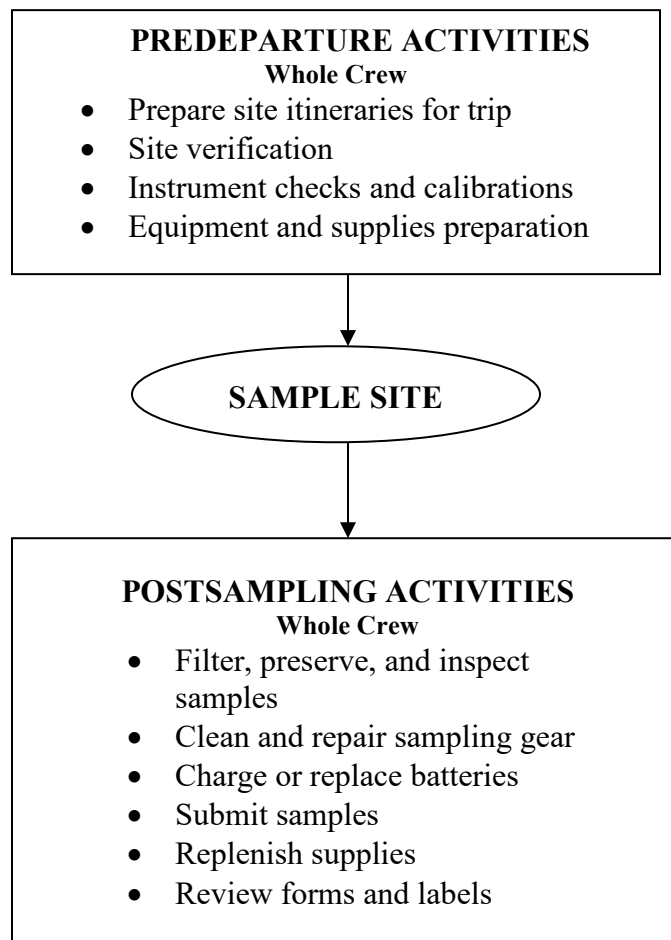 PREDEPARTURE ACTIVITIES
Whole Crew
• Prepare site itineraries for trip
• Site verification
• Instrument checks and calibrations
• Equipment and supplies preparation
SAMPLE SITE
POSTSAMPLING ACTIVITIES
Whole Crew
• Filter, preserve, and inspect
samples
• Clean and repair sampling gear
• Charge or replace batteries
• Submit samples
• Replenish supplies
• Review forms and labels